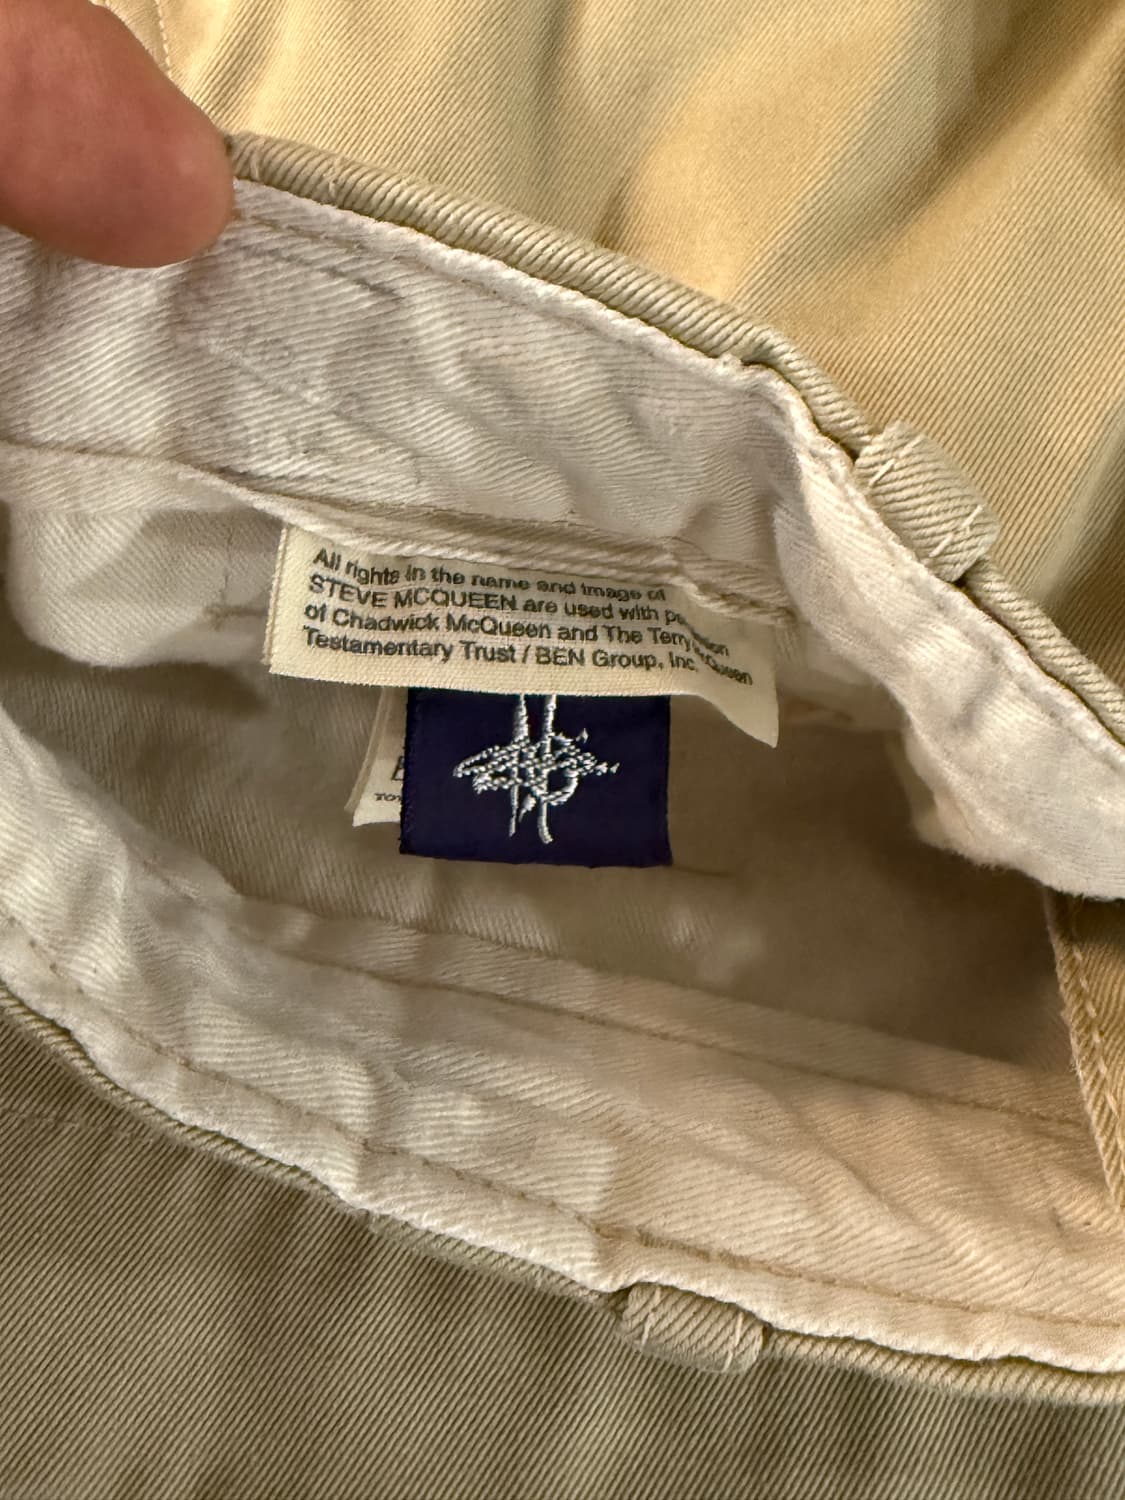 All rights in the name and image of
STEVE MCQUEEN are used with
of Chadwick McQueen and The Terry McQueen
Testamentary Trust / BEN Group, Inc.